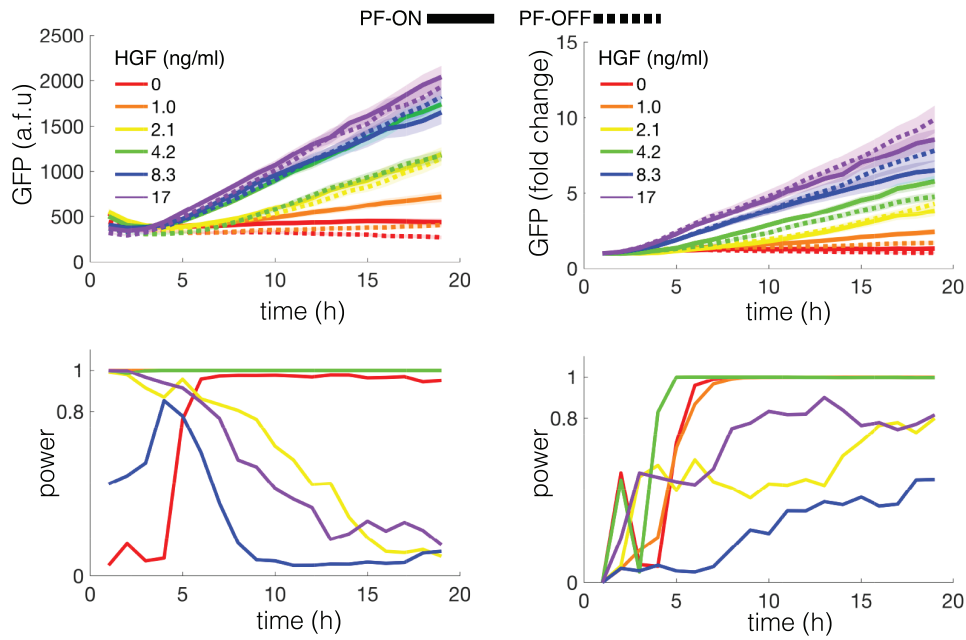 PF-ON PF-OFF
GFP (a.f.u)
2500
2000
1500
1000
500
0
HGF (ng/ml)
0
1.0
2.1
4.2
8.3
17
0 5 10 15 20
time (h)
GFP (fold change)
15
10
5
1
0
HGF (ng/ml)
0
1.0
2.1
4.2
8.3
17
0 5 10 15 20
time (h)
power
1
0.8
0
0 5 10 15 20
time (h)
power
1
0.8
0
0 5 10 15 20
time (h)